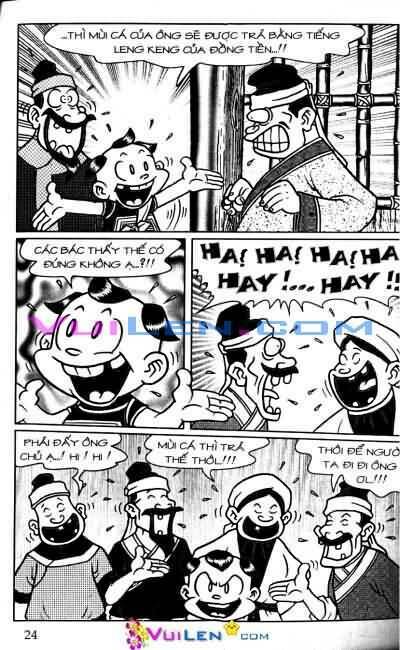 ...THÌ MÙI CÁ CỦA ÔNG SẼ ĐƯỢC TRẢ BẰNG TIẾNG
LENG KENG CỦA ĐỒNG TIỀN...!!
CÁC BÁC THẤY THẾ CÓ
ĐÚNG KHÔNG Ạ...?!!
HA! HA! HA! HA
HAY!... HAY!!
VUILEN.COM
PHẢI ĐẤY ÔNG
CHỦ Ạ..! HI! HI!
MÙI CÁ THÌ TRẢ
THẾ THÔI...!!!
THÔI ĐỂ NGƯỜ
TA ĐI ĐI ÔNG
ƠI...!!!
24
VUILEN.COM